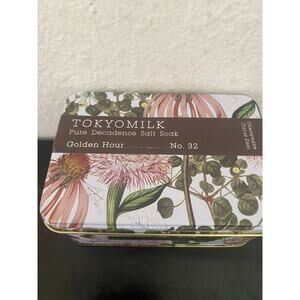 TOKYOMILK
Pure Decadence Salt Soak
Golden Hour ........ No. 32